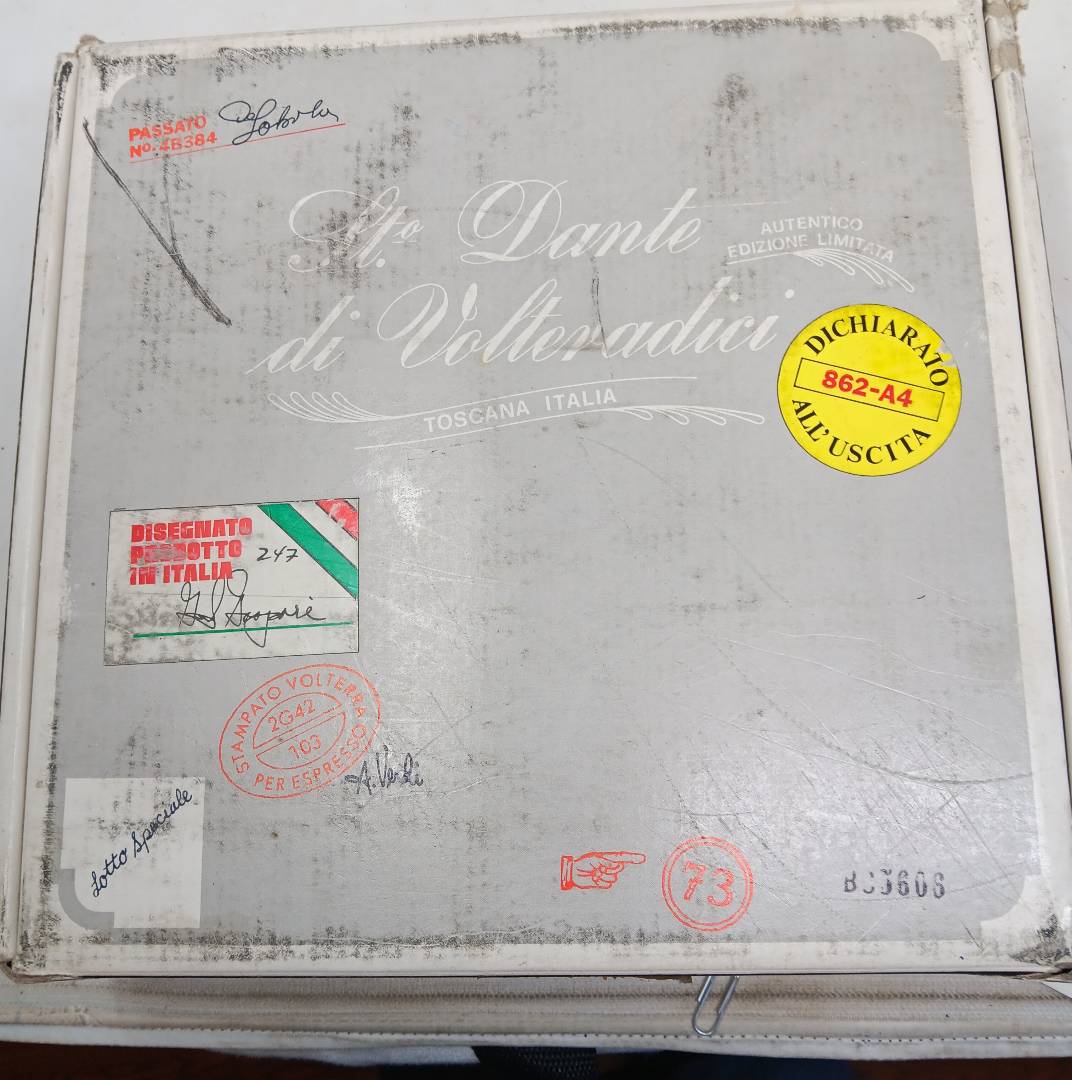 PASSATO
No. 4B384
Sto. Dante
di Volteradici
AUTENTICO
EDIZIONE LIMITATA
TOSCANA ITALIA
DICHIARATO
862-A4
ALL'USCITA
DISEGNATO
PRODOTTO
IN ITALIA
247
STAMPATO VOLTERRA
2G42
103
PER ESPRESSO
A. Verdi
Lotto Speciale
73